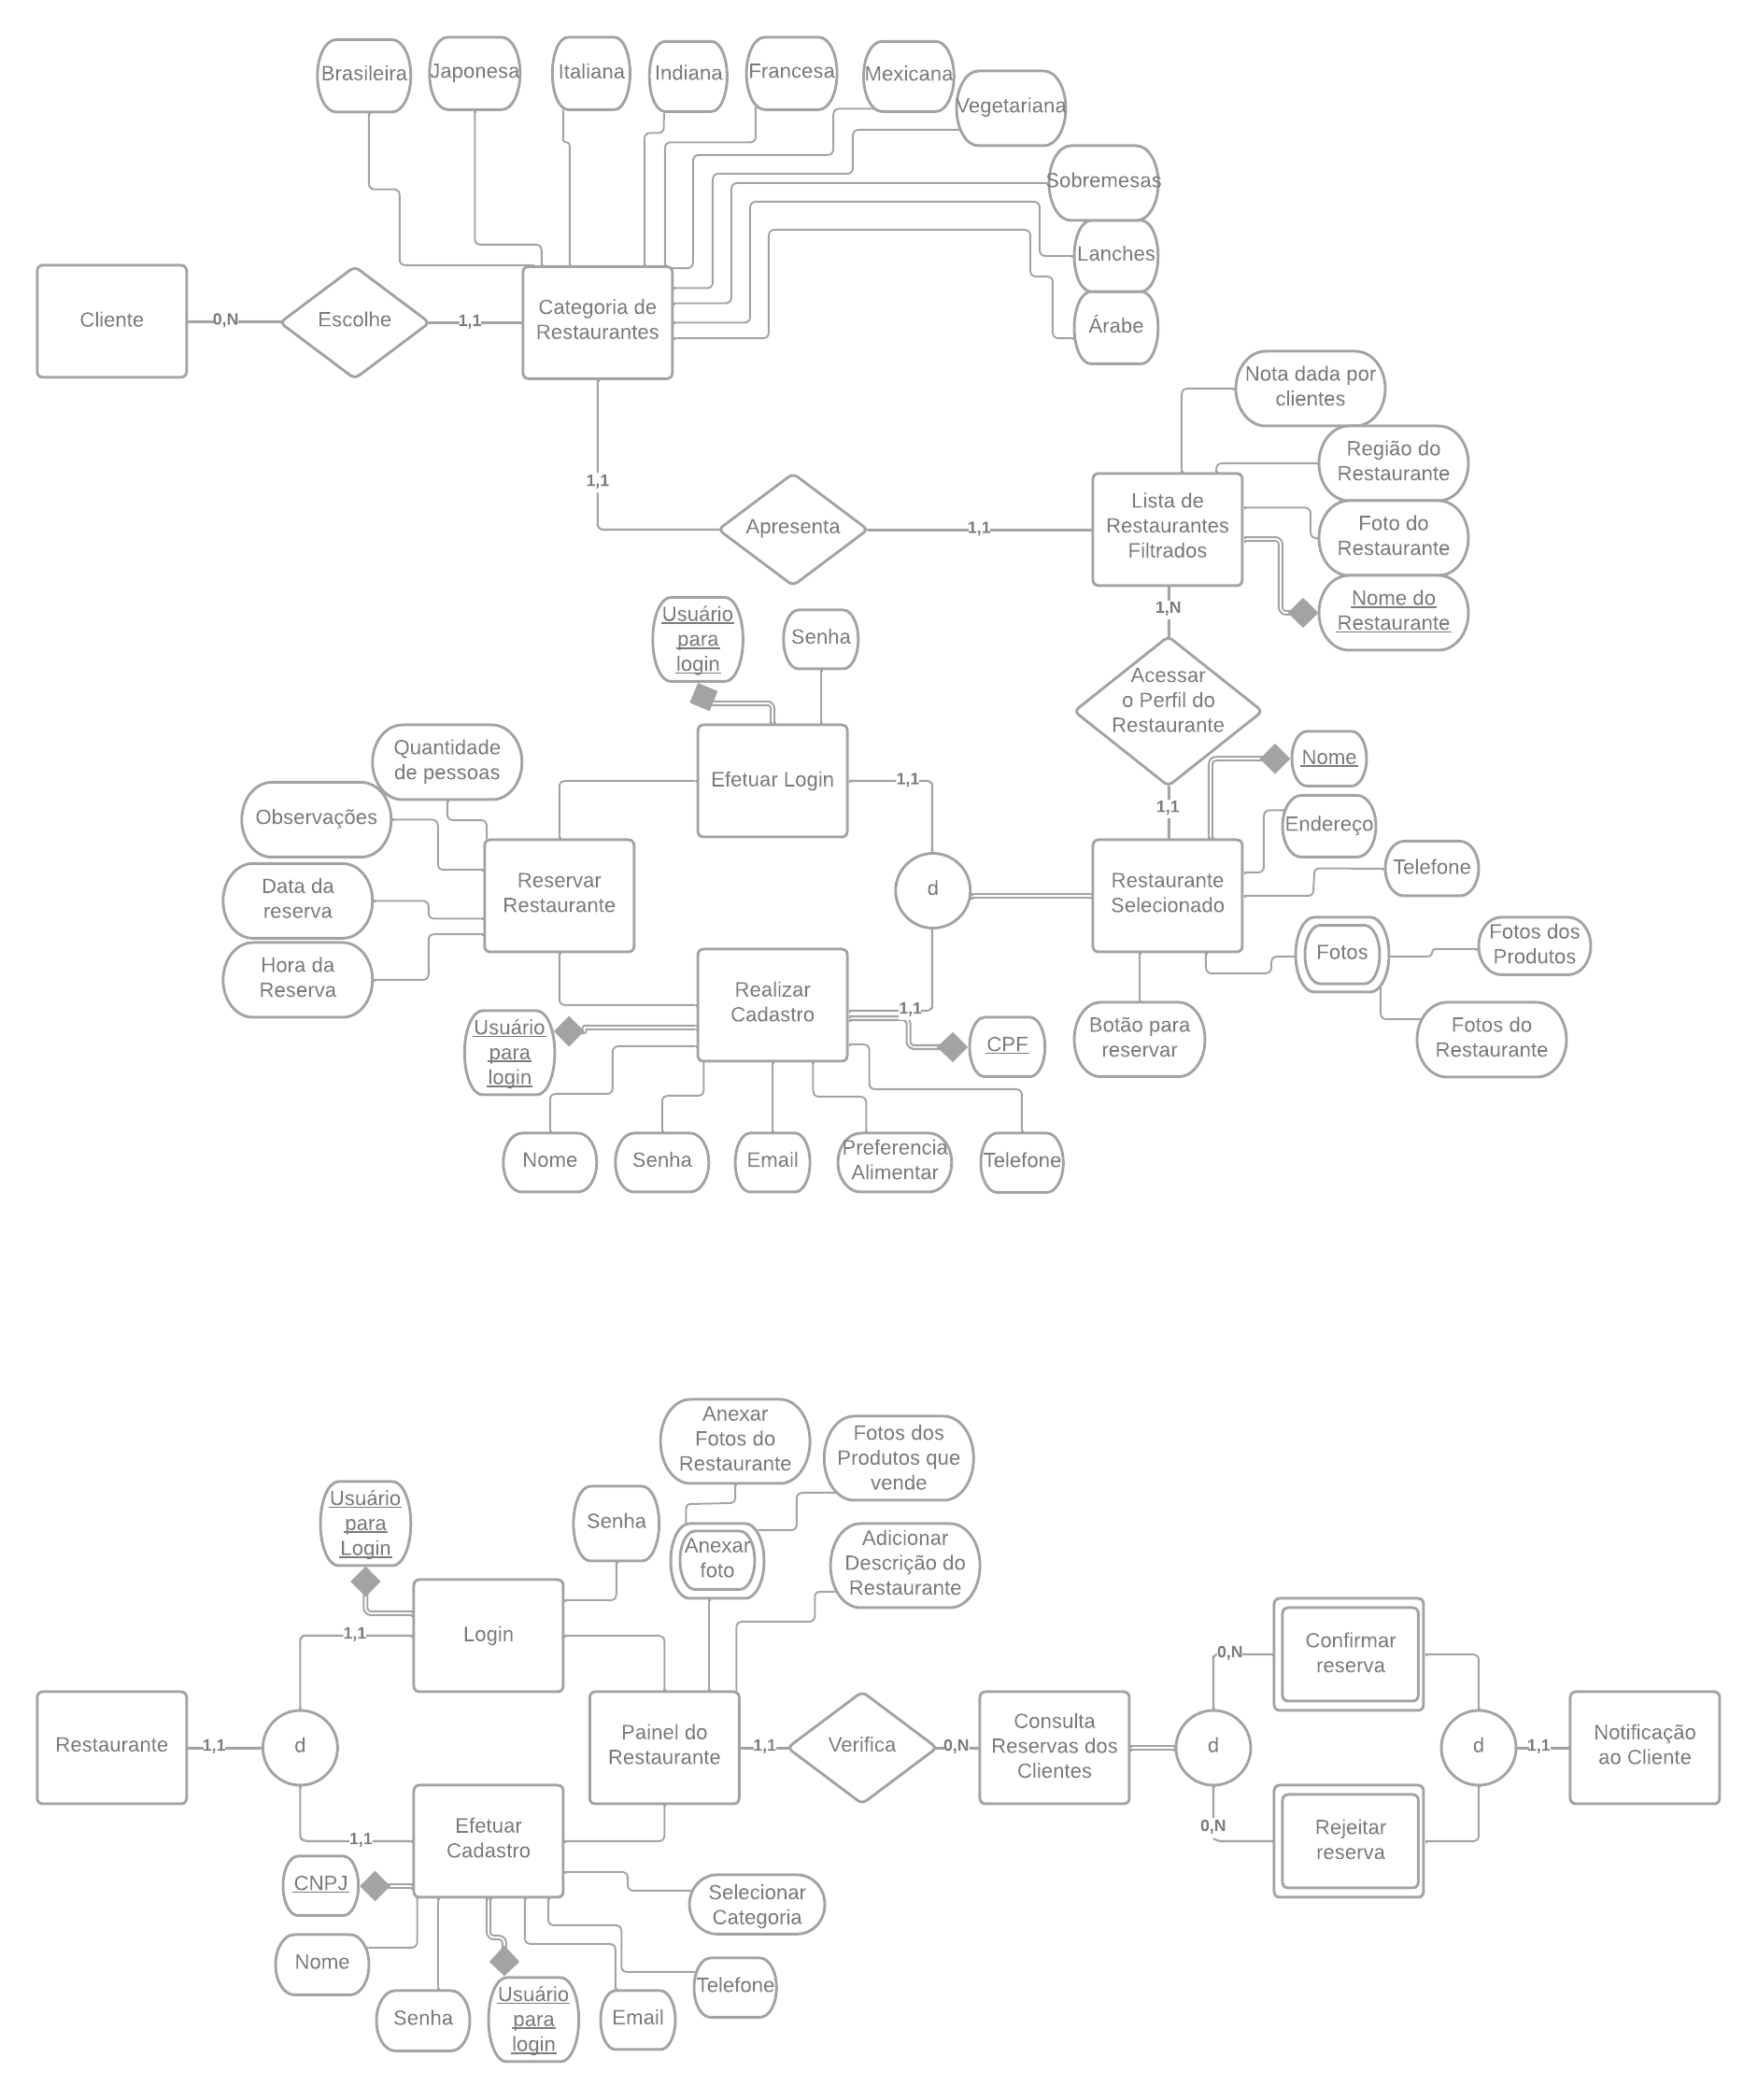 Brasileira
Japonesa
Italiana
Indiana
Francesa
Mexicana
Vegetariana
Sobremesas
Lanches
Árabe
Cliente
0,N
Escolhe
1,1
Categoria de
Restaurantes
Nota dada por
clientes
Região do
Restaurante
Foto do
Restaurante
Nome do
Restaurante
1,1
Apresenta
1,1
Lista de
Restaurantes
Filtrados
1,N
Acessar
o Perfil do
Restaurante
1,1
Usuário
para
login
Senha
Efetuar Login
1,1
Quantidade
de pessoas
Observações
Data da
reserva
Hora da
Reserva
Reservar
Restaurante
d
Restaurante
Selecionado
Nome
Endereço
Telefone
Fotos
Fotos dos
Produtos
Fotos do
Restaurante
Botão para
reservar
Realizar
Cadastro
1,1
CPF
Usuário
para
login
Nome
Senha
Email
Preferencia
Alimentar
Telefone
Anexar
Fotos do
Restaurante
Fotos dos
Produtos que
vende
Usuário
para
Login
Senha
Anexar
foto
Adicionar
Descrição do
Restaurante
Login
1,1
Restaurante
1,1
d
Painel do
Restaurante
1,1
Verifica
0,N
Consulta
Reservas dos
Clientes
d
0,N
Confirmar
reserva
0,N
Rejeitar
reserva
d
1,1
Notificação
ao Cliente
1,1
Efetuar
Cadastro
CNPJ
Nome
Senha
Usuário
para
login
Email
Telefone
Selecionar
Categoria